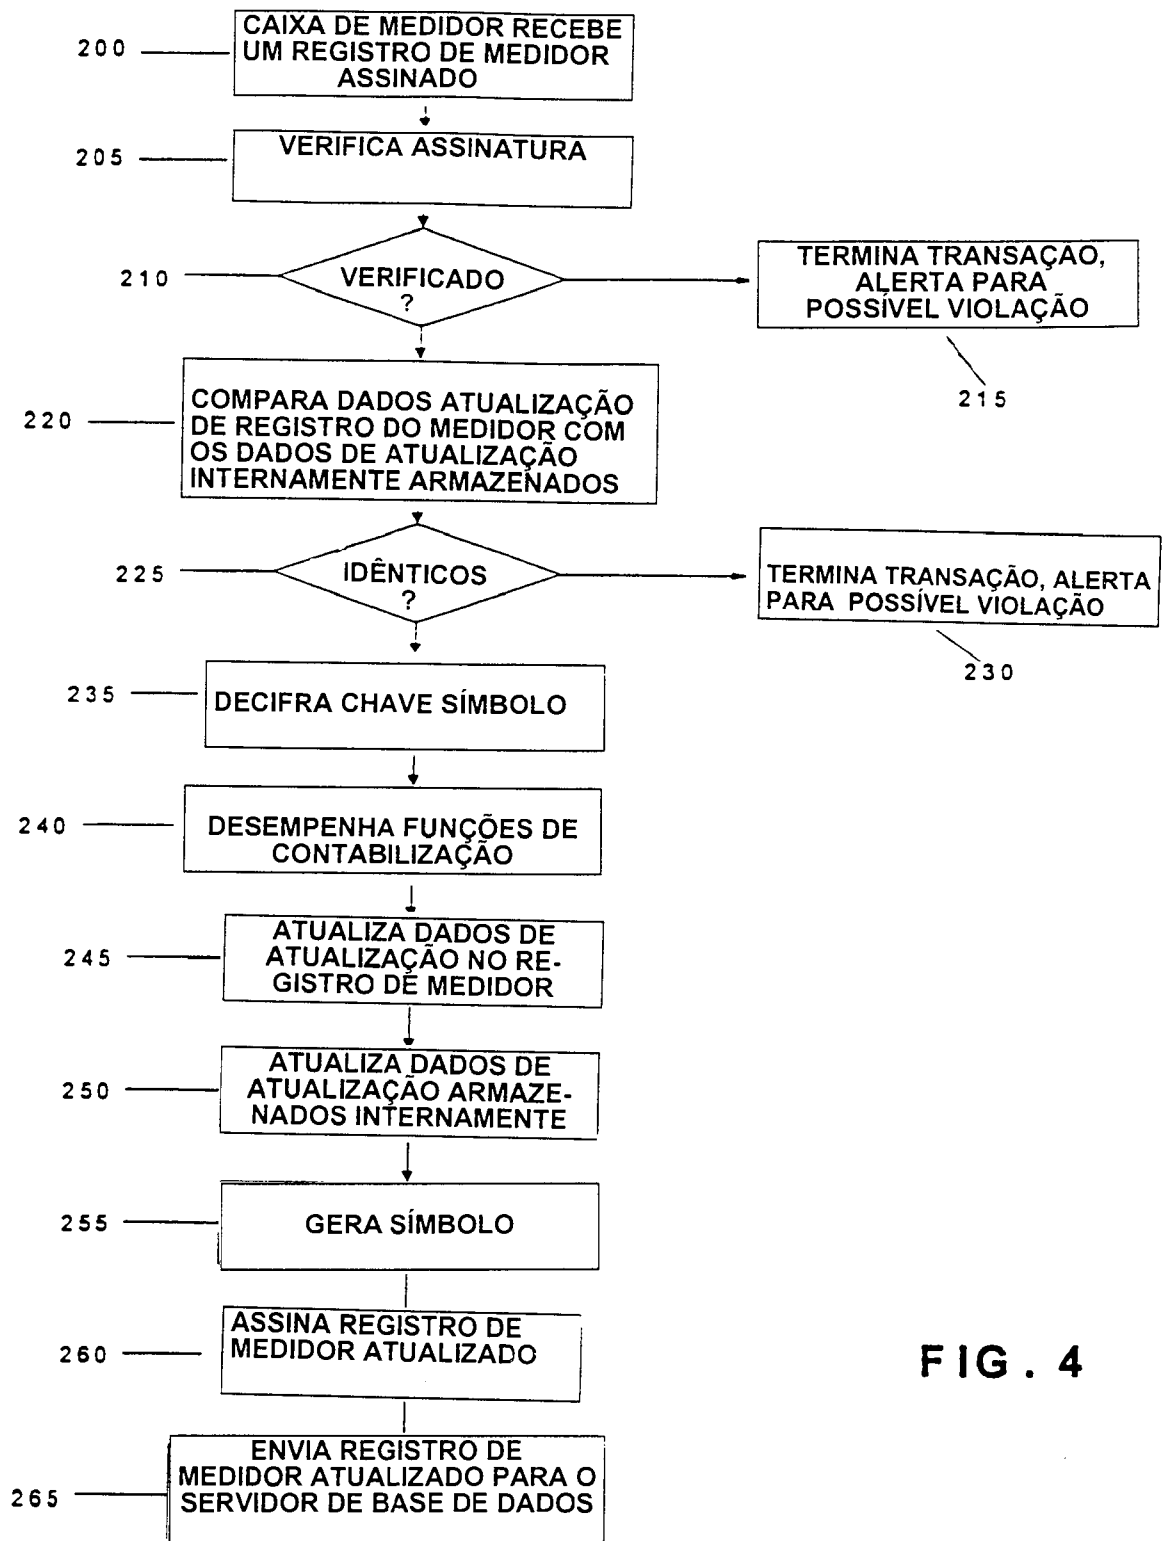 200
CAIXA DE MEDIDOR RECEBE
UM REGISTRO DE MEDIDOR
ASSINADO
205
VERIFICA ASSINATURA
210
VERIFICADO
?
TERMINA TRANSAÇAO,
ALERTA PARA
POSSÍVEL VIOLAÇÃO
215
220
COMPARA DADOS ATUALIZAÇÃO
DE REGISTRO DO MEDIDOR COM
OS DADOS DE ATUALIZAÇÃO
INTERNAMENTE ARMAZENADOS
225
IDÊNTICOS
?
TERMINA TRANSAÇÃO, ALERTA
PARA POSSÍVEL VIOLAÇÃO
230
235
DECIFRA CHAVE SÍMBOLO
240
DESEMPENHA FUNÇÕES DE
CONTABILIZAÇÃO
245
ATUALIZA DADOS DE
ATUALIZAÇÃO NO RE-
GISTRO DE MEDIDOR
250
ATUALIZA DADOS DE
ATUALIZAÇÃO ARMAZE-
NADOS INTERNAMENTE
255
GERA SÍMBOLO
260
ASSINA REGISTRO DE
MEDIDOR ATUALIZADO
FIG. 4
265
ENVIA REGISTRO DE
MEDIDOR ATUALIZADO PARA O
SERVIDOR DE BASE DE DADOS